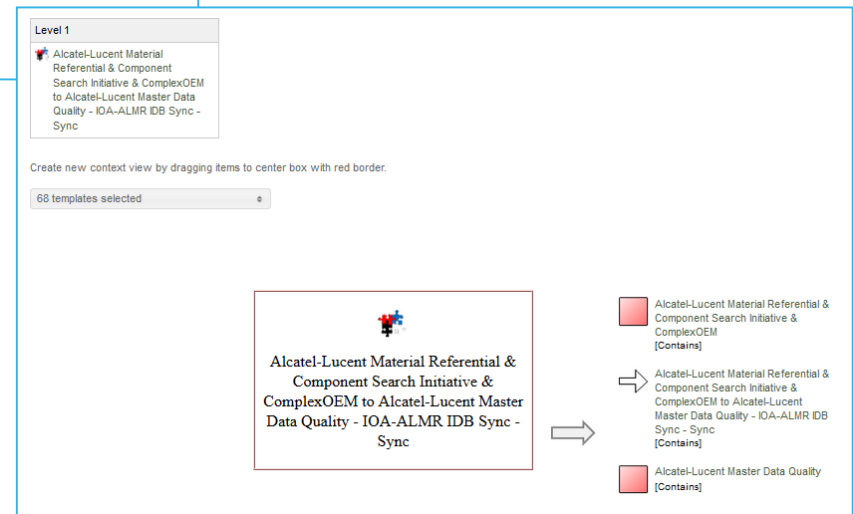 Level 1
Alcatel-Lucent Material
Referential & Component
Search Initiative & ComplexOEM
to Alcatel-Lucent Master Data
Quality - IOA-ALMR IDB Sync -
Sync
Create new context view by dragging items to center box with red border.
68 templates selected
Alcatel-Lucent Material Referential &
Component Search Initiative &
ComplexOEM to Alcatel-Lucent Master
Data Quality - IOA-ALMR IDB Sync -
Sync
Alcatel-Lucent Material Referential &
Component Search Initiative &
ComplexOEM
[Contains]
Alcatel-Lucent Material Referential &
Component Search Initiative &
ComplexOEM to Alcatel-Lucent
Master Data Quality - IOA-ALMR IDB
Sync - Sync
[Contains]
Alcatel-Lucent Master Data Quality
[Contains]